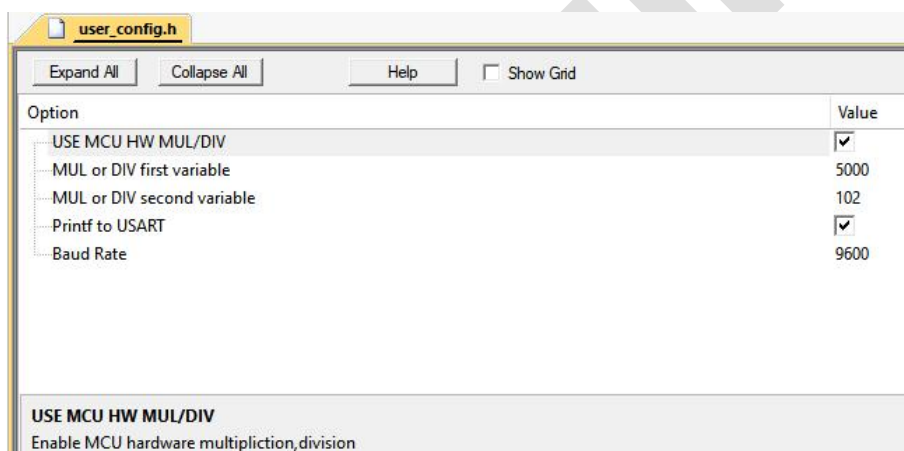 user_config.h
Expand All Collapse All Help Show Grid
Option Value
USE MCU HW MUL/DIV
MUL or DIV first variable 5000
MUL or DIV second variable 102
Printf to USART
Baud Rate 9600
USE MCU HW MUL/DIV
Enable MCU hardware multipliction,division